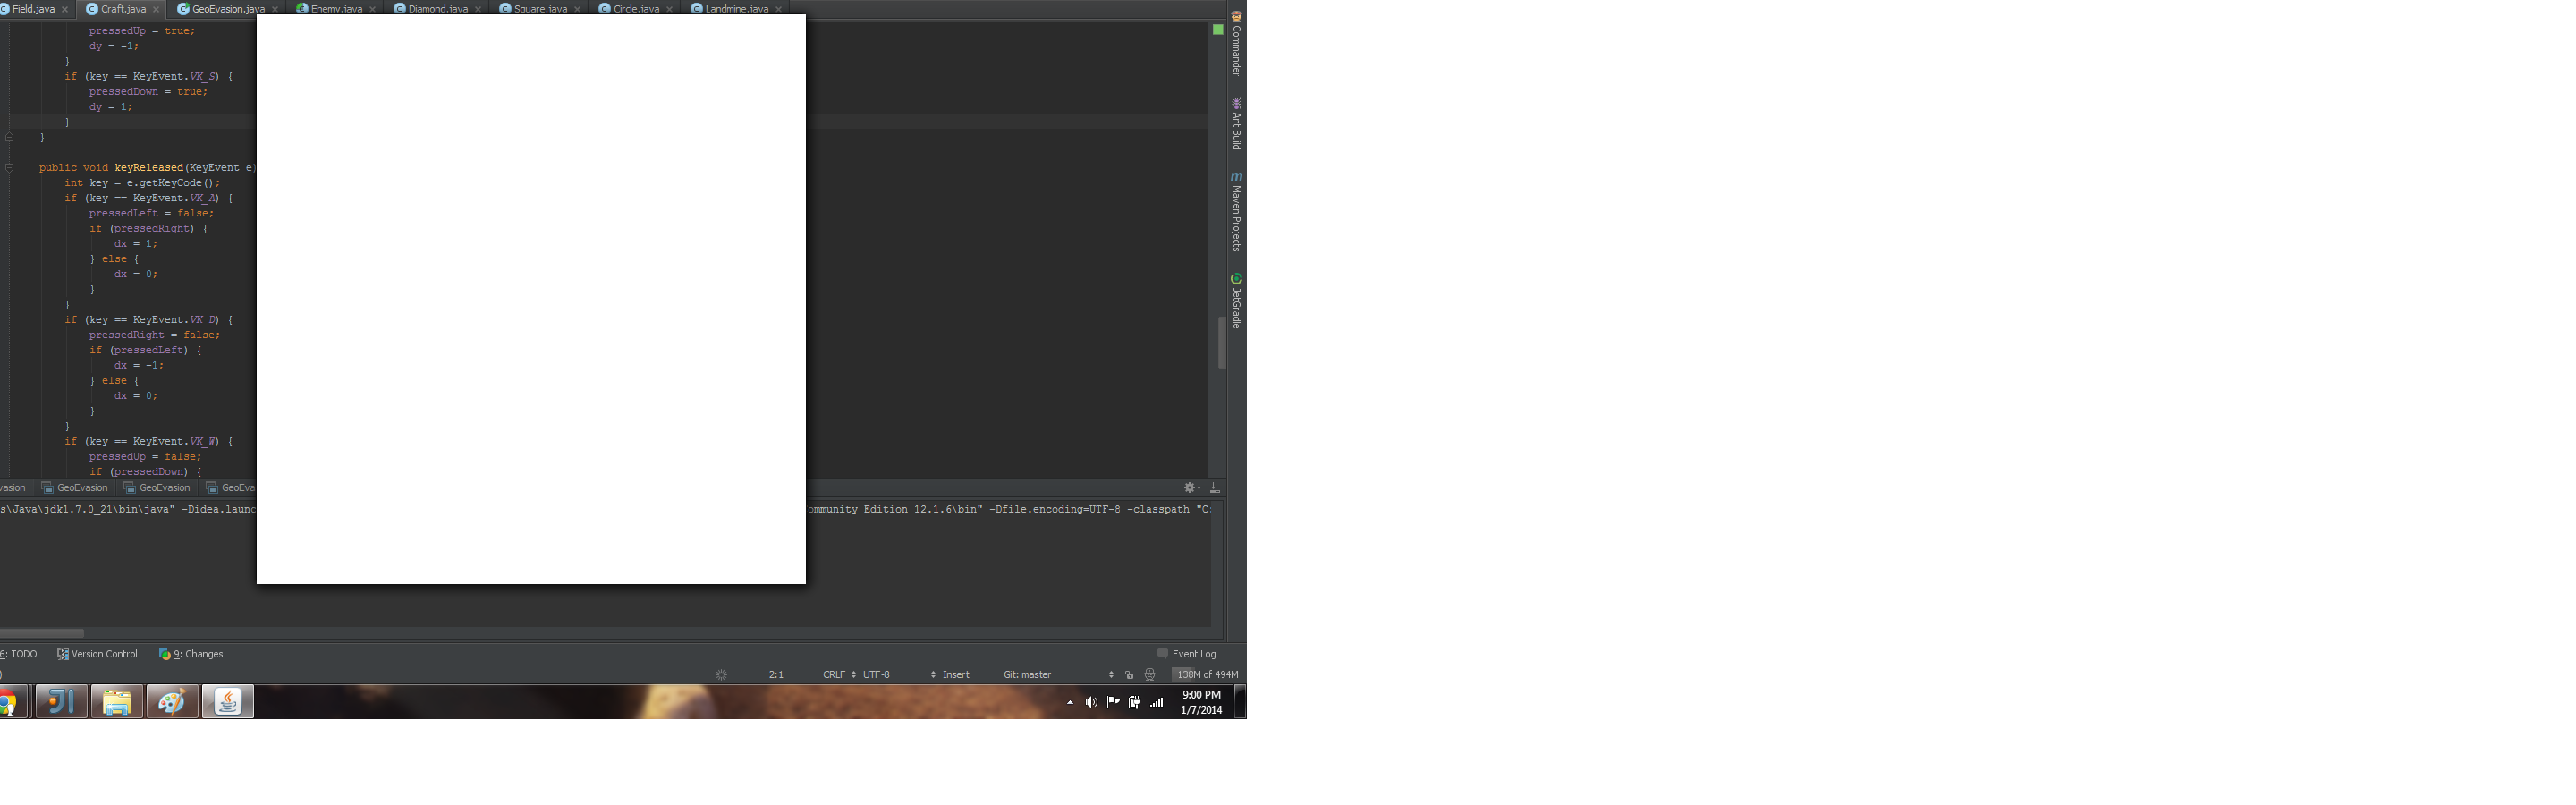 Field.java Craft.java GeoEvasion.java Enemy.java Diamond.java Square.java Circle.java Landmine.java
pressedUp = true;
dy = -1;
}
if (key == KeyEvent.VK_S) {
pressedDown = true;
dy = 1;
}
}
public void keyReleased(KeyEvent e)
int key = e.getKeyCode();
if (key == KeyEvent.VK_A) {
pressedLeft = false;
if (pressedRight) {
dx = 1;
} else {
dx = 0;
}
}
if (key == KeyEvent.VK_D) {
pressedRight = false;
if (pressedLeft) {
dx = -1;
} else {
dx = 0;
}
}
if (key == KeyEvent.VK_W) {
pressedUp = false;
if (pressedDown) {
Commander
Ant Build
Maven Projects
JetGradle
vasion GeoEvasion GeoEvasion GeoEva
s\Java\jdk1.7.0_21\bin\java" -Didea.launc ommunity Edition 12.1.6\bin" -Dfile.encoding=UTF-8 -classpath "C:
6: TODO Version Control 9: Changes Event Log
2:1 CRLF UTF-8 Insert Git: master 138M of 494M
9:00 PM
1/7/2014